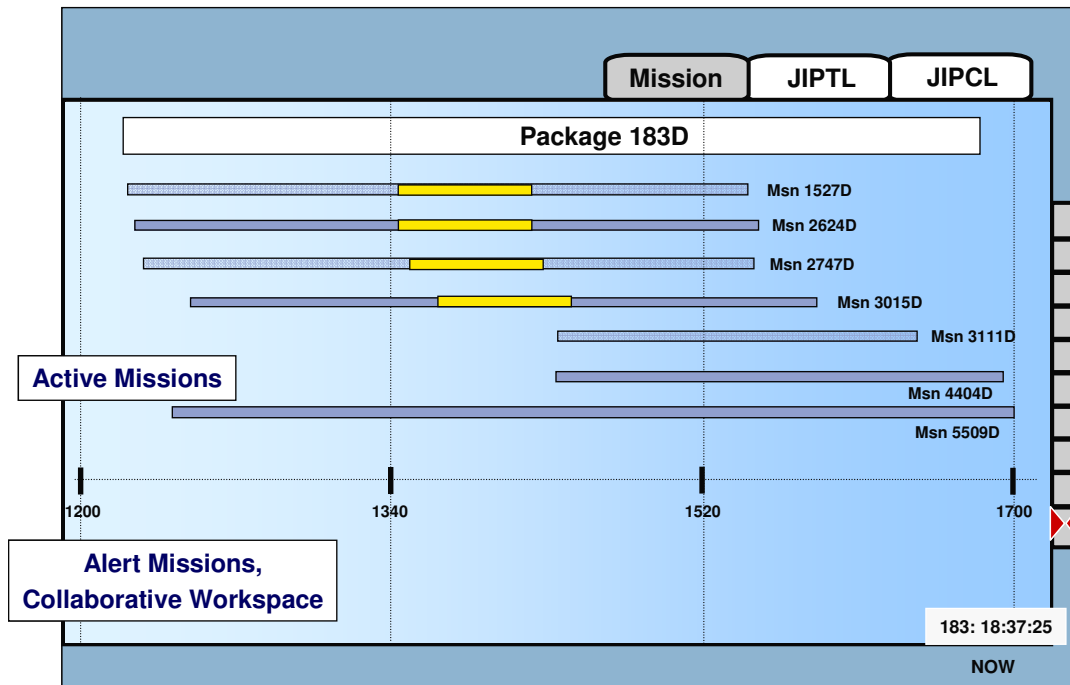 Mission JIPTL JIPCL
Package 183D
Msn 1527D
Msn 2624D
Msn 2747D
Msn 3015D
Msn 3111D
Active Missions
Msn 4404D
Msn 5509D
1200 1340 1520 1700
Alert Missions,
Collaborative Workspace
183: 18:37:25
NOW